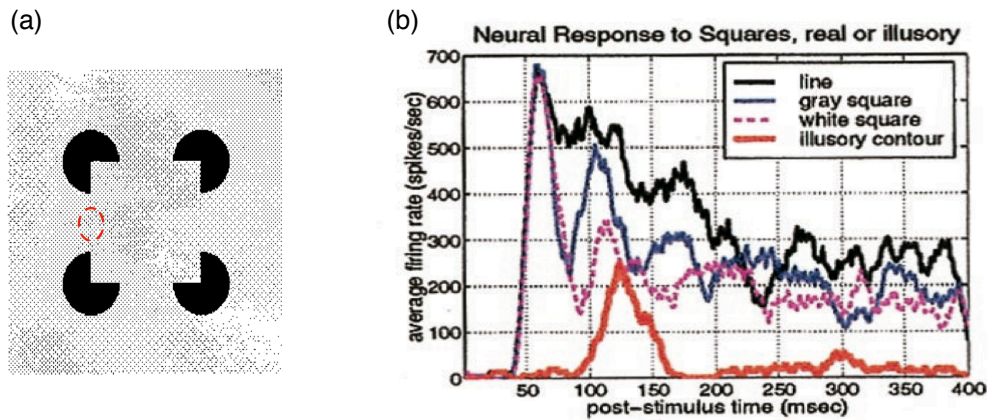 (a)
(b)
Neural Response to Squares, real or illusory
average firing rate (spikes/sec)
700
600
500
400
300
200
100
0
line
gray square
white square
illusory contour
50
100
150
200
250
300
350
400
post-stimulus time (msec)